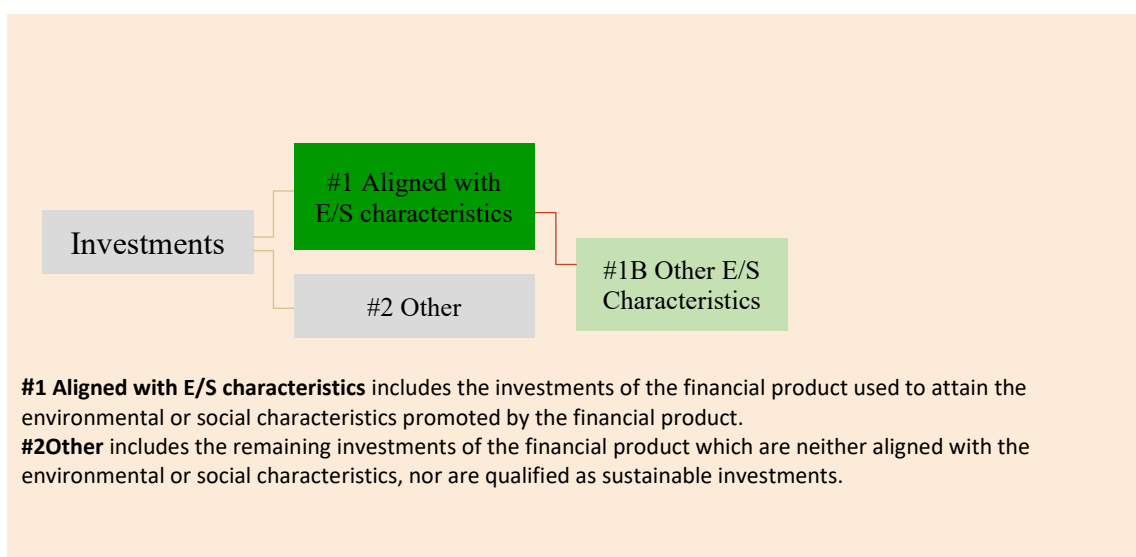 #1 Aligned with
E/S characteristics
Investments
#1B Other E/S
Characteristics
#2 Other
#1 Aligned with E/S characteristics includes the investments of the financial product used to attain the
environmental or social characteristics promoted by the financial product.
#2Other includes the remaining investments of the financial product which are neither aligned with the
environmental or social characteristics, nor are qualified as sustainable investments.